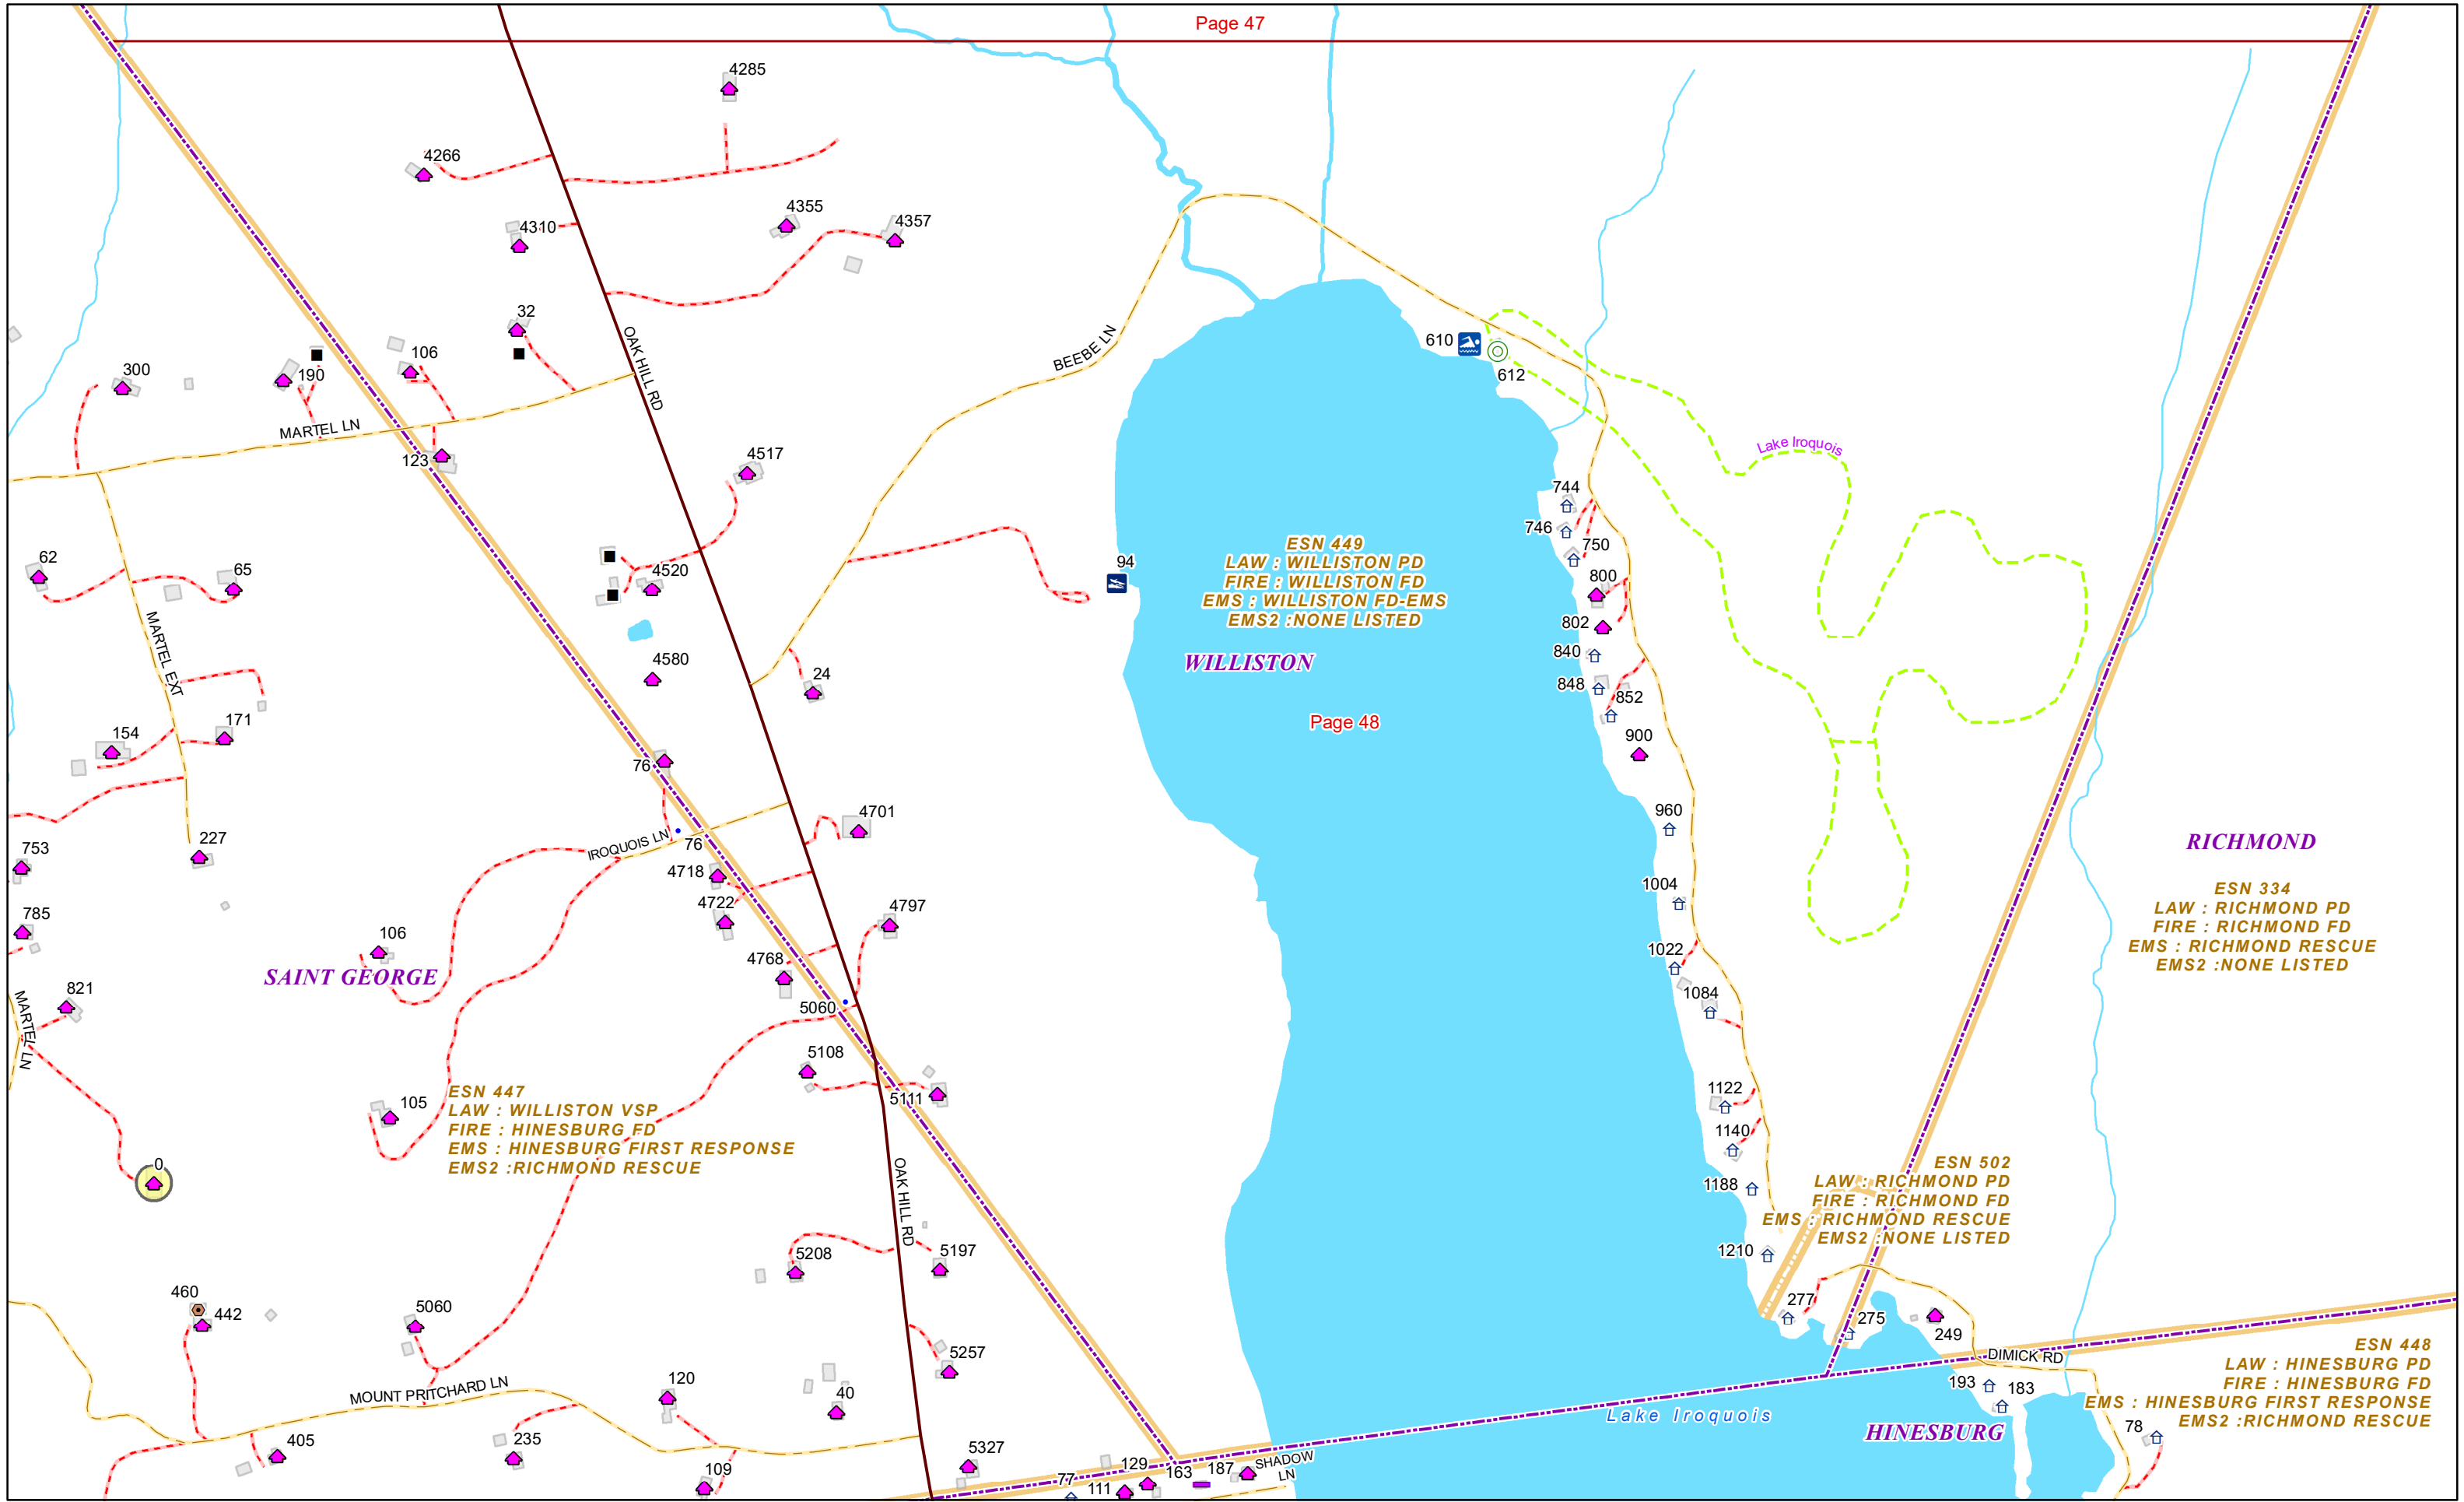 Page 47
4285
4266
4355
4357
4310
32
OAK HILL RD
BEEBE LN
610
612
300
190
106
MARTEL LN
123
4517
Lake Iroquois
744
746
750
62
65
4520
94
ESN 449
LAW : WILLISTON PD
FIRE : WILLISTON FD
EMS : WILLISTON FD-EMS
EMS2 :NONE LISTED
800
802
MARTEL EXT
840
4580
24
WILLISTON
848
852
154
171
Page 48
900
76
4701
960
IROQUOIS LN
76
227
753
4718
RICHMOND
1004
ESN 334
LAW : RICHMOND PD
FIRE : RICHMOND FD
EMS : RICHMOND RESCUE
EMS2 :NONE LISTED
785
4722
4797
106
4768
1022
SAINT GEORGE
821
5060
1084
MARTEL LN
5108
5111
1122
105
ESN 447
LAW : WILLISTON VSP
FIRE : HINESBURG FD
EMS : HINESBURG FIRST RESPONSE
EMS2 :RICHMOND RESCUE
1140
0
OAK HILL RD
1188
ESN 502
LAW : RICHMOND PD
FIRE : RICHMOND FD
EMS : RICHMOND RESCUE
EMS2 :NONE LISTED
5208
5197
1210
460
442
5060
277
275
249
5257
DIMICK RD
ESN 448
LAW : HINESBURG PD
FIRE : HINESBURG FD
EMS : HINESBURG FIRST RESPONSE
EMS2 :RICHMOND RESCUE
120
40
MOUNT PRITCHARD LN
193
183
Lake Iroquois
HINESBURG
78
405
235
109
5327
77
111
129
163
187
SHADOW
LN